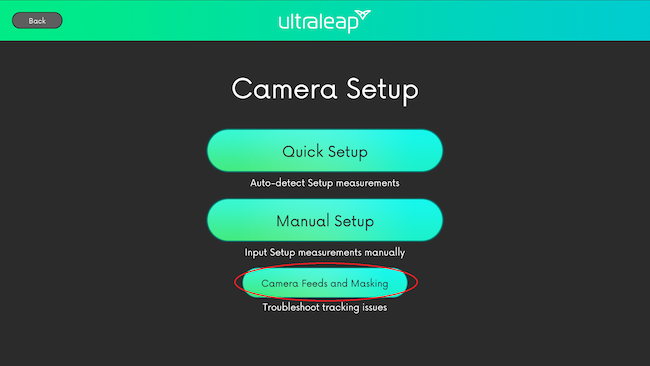 Back
ultraleap
Camera Setup
Quick Setup
Auto-detect Setup measurements
Manual Setup
Input Setup measurements manually
Camera Feeds and Masking
Troubleshoot tracking issues